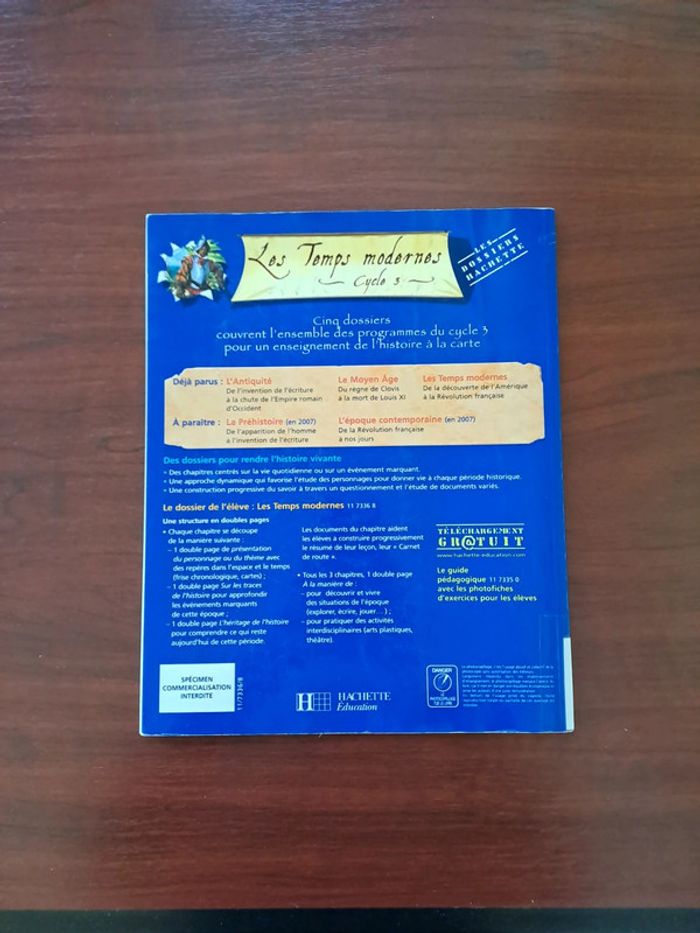 Les Temps modernes
Cycle 3
LES
DOSSIERS
HACHETTE
Cinq dossiers
couvrent l'ensemble des programmes du cycle 3
pour un enseignement de l'histoire à la carte
Déjà parus : L'Antiquité
De l'invention de l'écriture
à la chute de l'Empire romain
d'Occident
Le Moyen Âge
Du règne de Clovis
à la mort de Louis XI
Les Temps modernes
De la découverte de l'Amérique
à la Révolution française
À paraître : La Préhistoire (en 2007)
De l'apparition de l'homme
à l'invention de l'écriture
L'époque contemporaine (en 2007)
De la Révolution française
à nos jours
Des dossiers pour rendre l'histoire vivante
• Des chapitres centrés sur la vie quotidienne ou sur un événement marquant.
• Une approche dynamique qui favorise l'étude des personnages pour donner vie à chaque période historique.
• Une construction progressive du savoir à travers un questionnement et l'étude de documents variés.
Le dossier de l'élève : Les Temps modernes 11 7336 8
Une structure en doubles pages
• Chaque chapitre se découpe
de la manière suivante :
– 1 double page de présentation
du personnage ou du thème avec
des repères dans l'espace et le temps
(frise chronologique, cartes) ;
– 1 double page Sur les traces
de l'histoire pour approfondir
les événements marquants
de cette époque ;
– 1 double page L'héritage de l'histoire
pour comprendre ce qui reste
aujourd'hui de cette période.
Les documents du chapitre aident
les élèves à construire progressivement
le résumé de leur leçon, leur « Carnet
de route ».
• Tous les 3 chapitres, 1 double page
À la manière de :
– pour découvrir et vivre
des situations de l'époque
(explorer, écrire, jouer…) ;
– pour pratiquer des activités
interdisciplinaires (arts plastiques,
théâtre).
TÉLÉCHARGEMENT
GR@TUIT
www.hachette-education.com
Le guide
pédagogique 11 7335 0
avec les photofiches
d'exercices pour les élèves
SPÉCIMEN
COMMERCIALISATION
INTERDITE
11/7336/8
H
HACHETTE
Éducation
DANGER
LE
PHOTOCOPILLAGE
TUE LE LIVRE